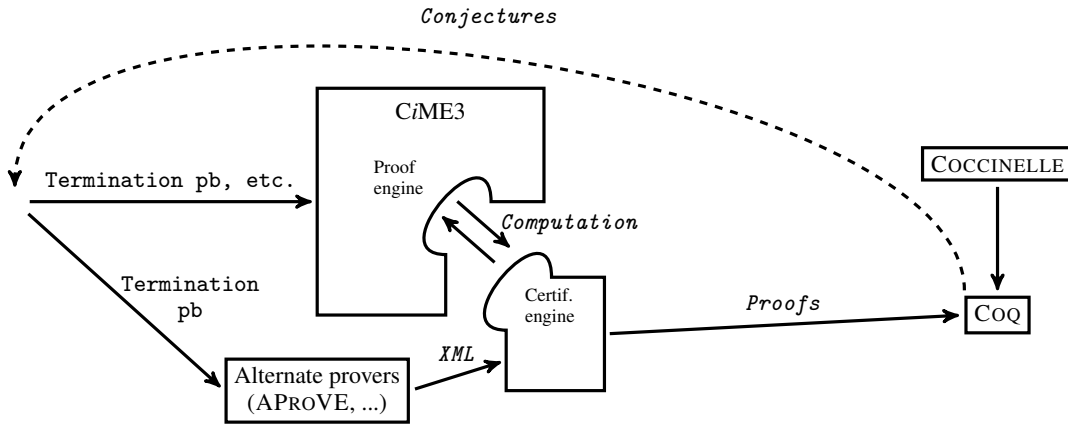 Conjectures
CiME3
Proof
engine
COCCINELLE
Termination pb, etc.
Computation
Termination
pb
Certif.
engine
Proofs
COQ
XML
Alternate provers
(APROVE, ...)